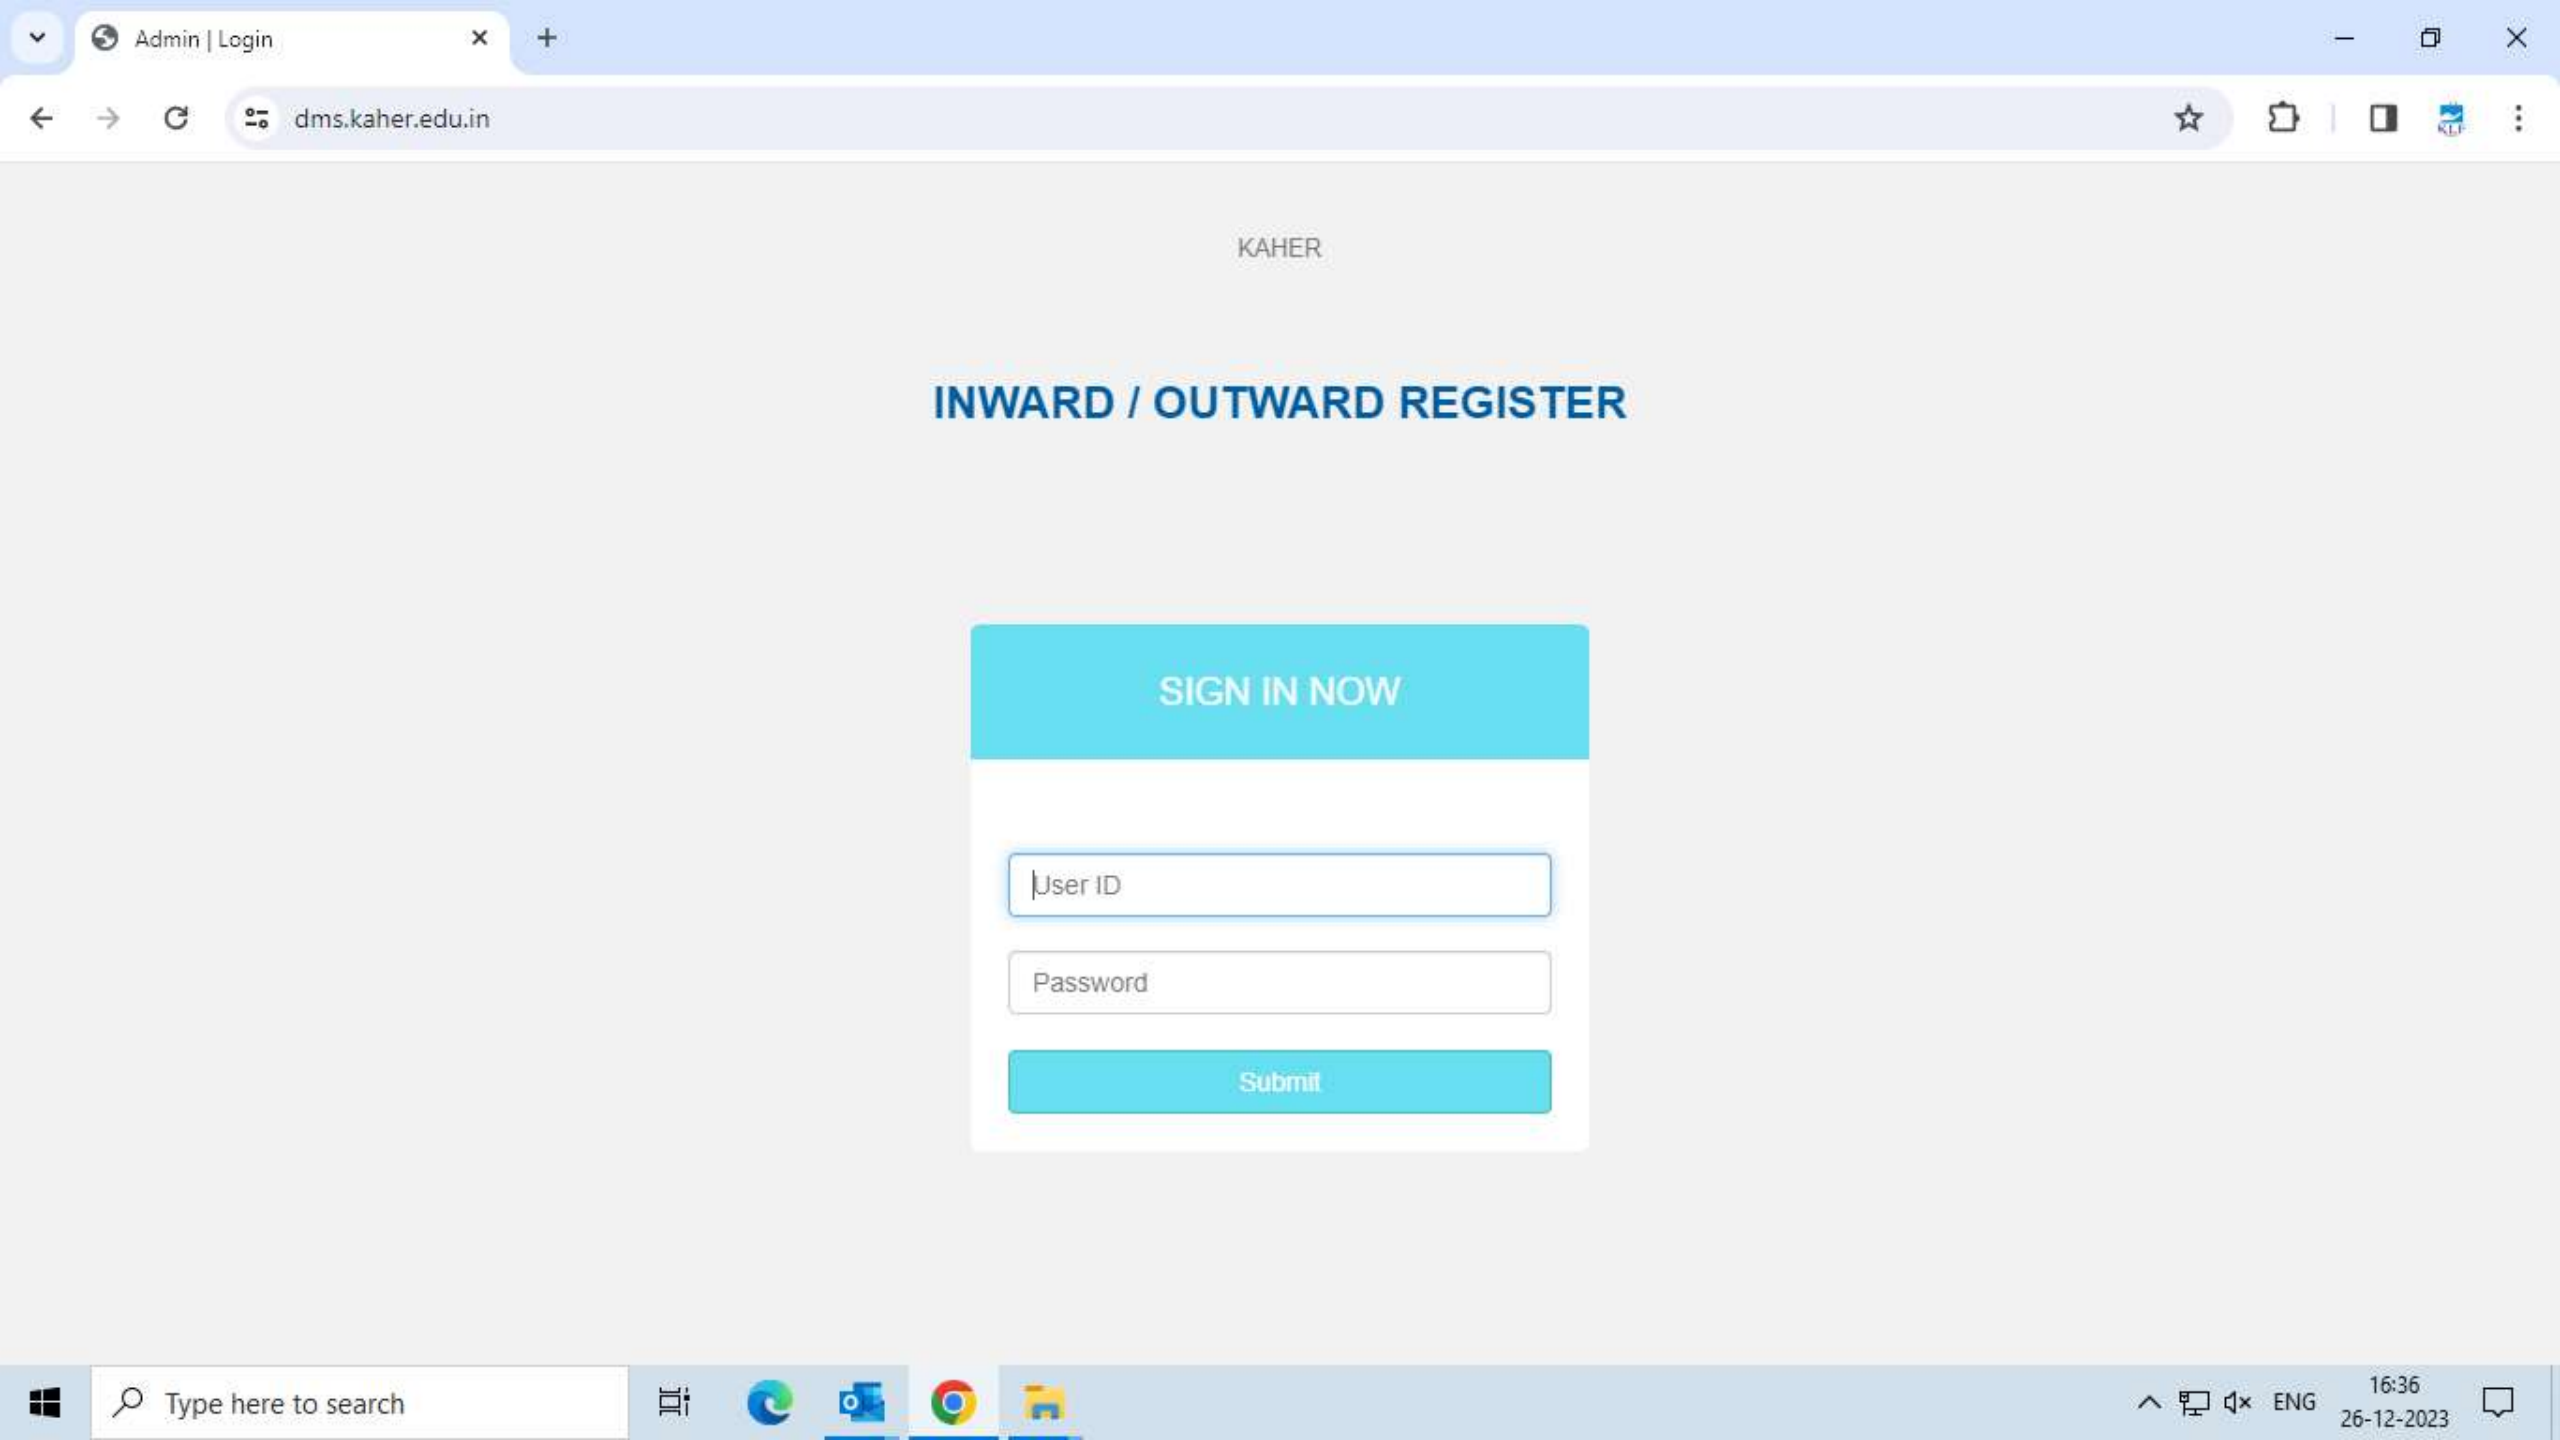 Admin | Login
dms.kaher.edu.in
KAHER
INWARD / OUTWARD REGISTER
SIGN IN NOW
User ID
Password
Submit
Type here to search
ENG
16:36
26-12-2023